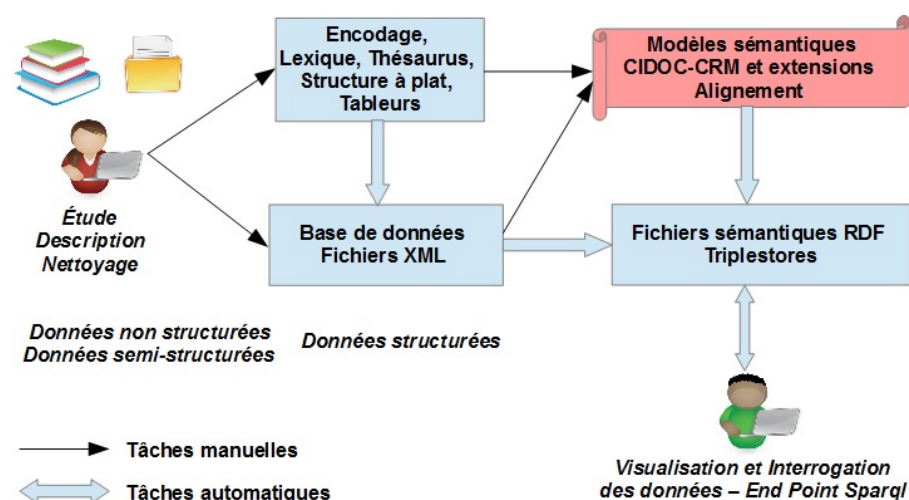 Encodage,
Lexique, Thésaurus,
Structure à plat,
Tableurs
Modèles sémantiques
CIDOC-CRM et extensions
Alignement
Étude
Description
Nettoyage
Base de données
Fichiers XML
Fichiers sémantiques RDF
Triplestores
Données non structurées
Données semi-structurées
Données structurées
Tâches manuelles
Tâches automatiques
Visualisation et Interrogation
des données – End Point Sparql